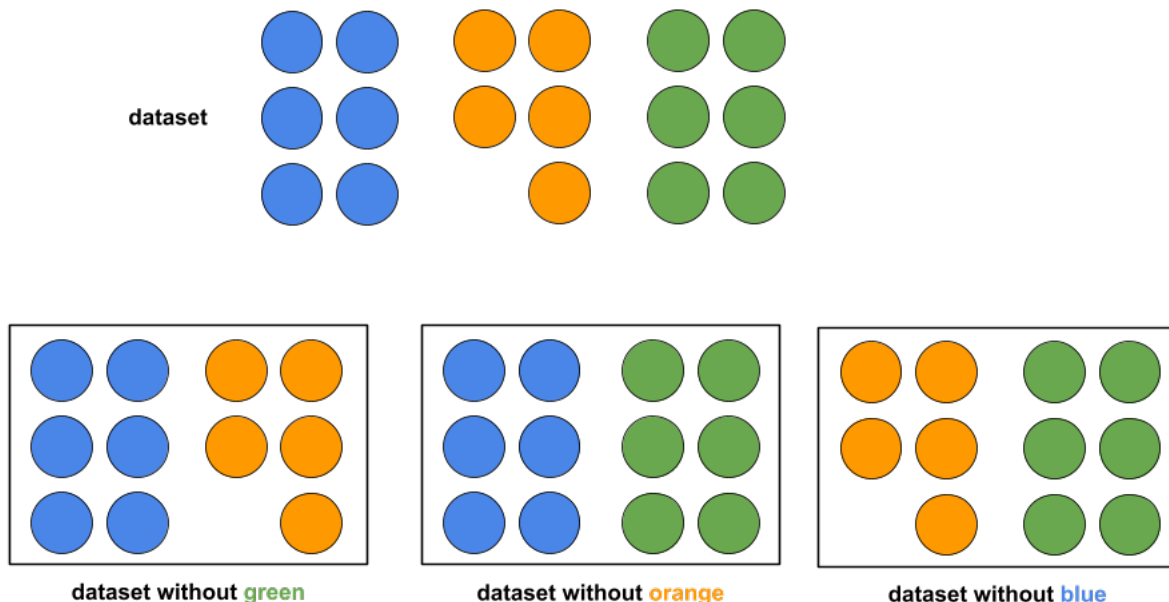 dataset
dataset without green
dataset without orange
dataset without blue